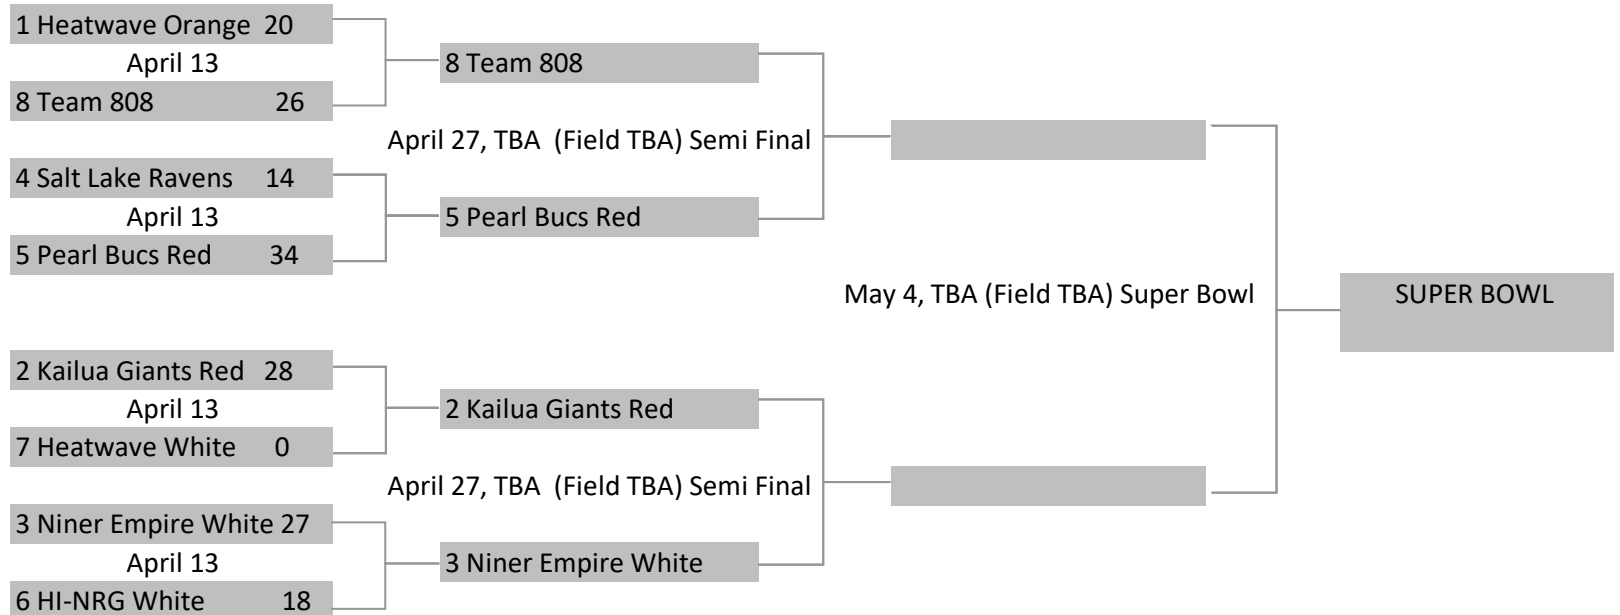 1 Heatwave Orange 20
April 13
8 Team 808 26
8 Team 808
April 27, TBA (Field TBA) Semi Final
4 Salt Lake Ravens 14
April 13
5 Pearl Bucs Red 34
5 Pearl Bucs Red
May 4, TBA (Field TBA) Super Bowl
SUPER BOWL
2 Kailua Giants Red 28
April 13
7 Heatwave White 0
2 Kailua Giants Red
April 27, TBA (Field TBA) Semi Final
3 Niner Empire White 27
April 13
6 HI-NRG White 18
3 Niner Empire White